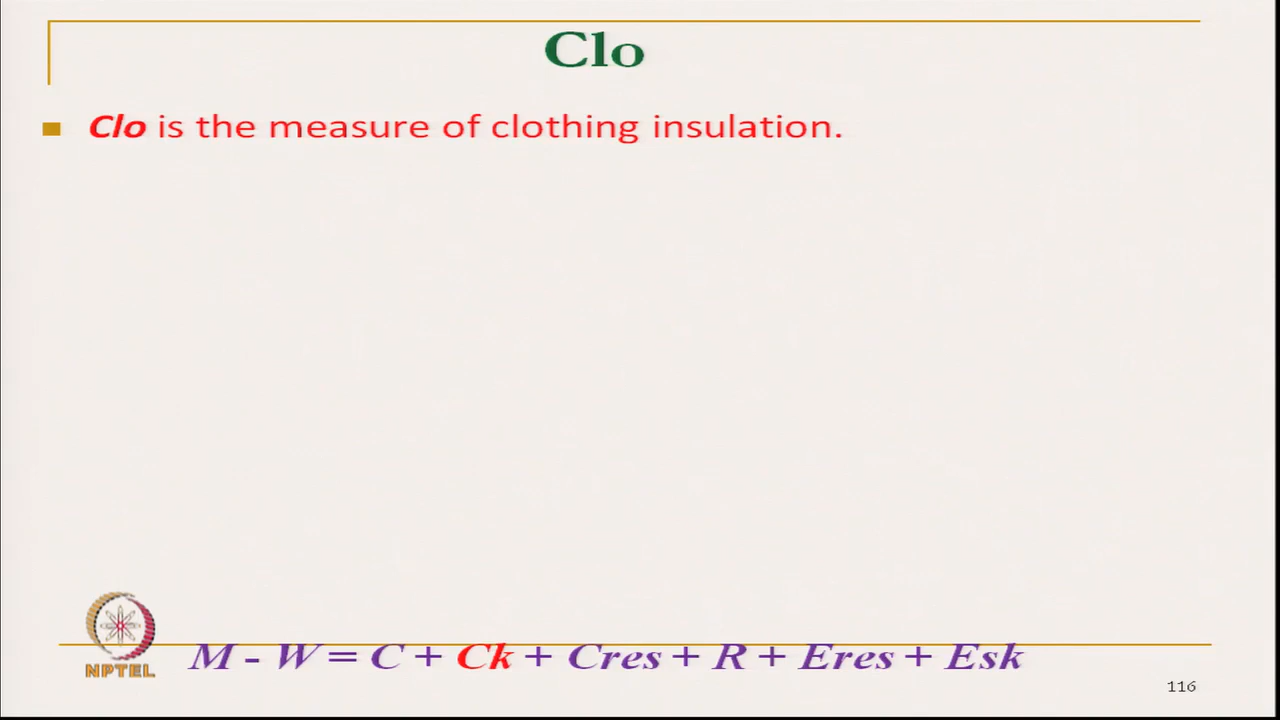 Clo
Clo is the measure of clothing insulation.
M - W = C + Ck + Cres + R + Eres + Esk
NPTEL
116